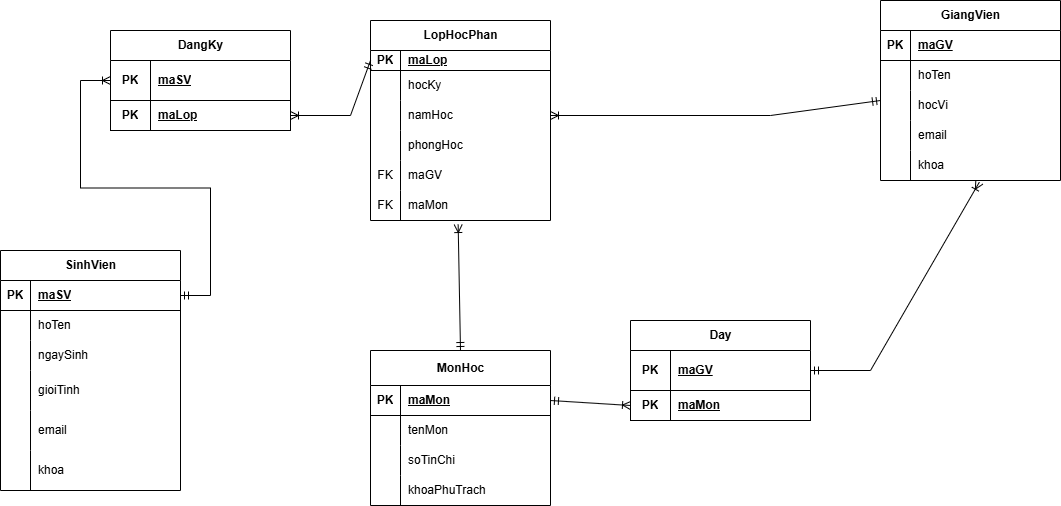 DangKy
PK maSV
PK maLop
LopHocPhan
PK maLop
hocKy
namHoc
phongHoc
FK maGV
FK maMon
GiangVien
PK maGV
hoTen
hocVi
email
khoa
SinhVien
PK maSV
hoTen
ngaySinh
gioiTinh
email
khoa
MonHoc
PK maMon
tenMon
soTinChi
khoaPhuTrach
Day
PK maGV
PK maMon